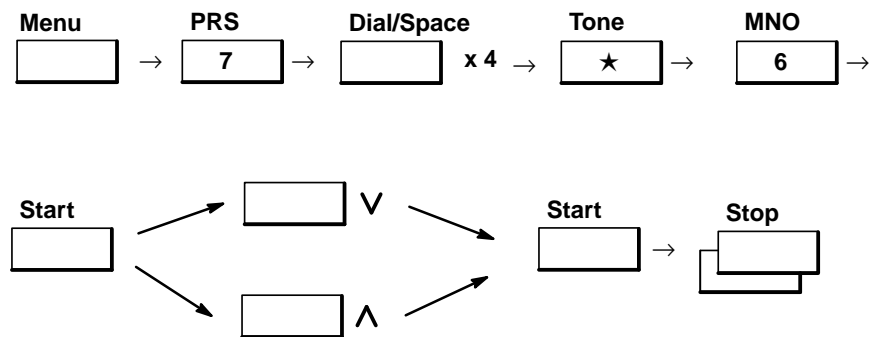 Menu PRS Dial/Space Tone MNO
→ 7 → x 4 → ★ → 6 →
Start ∨ Start Stop
→
∧